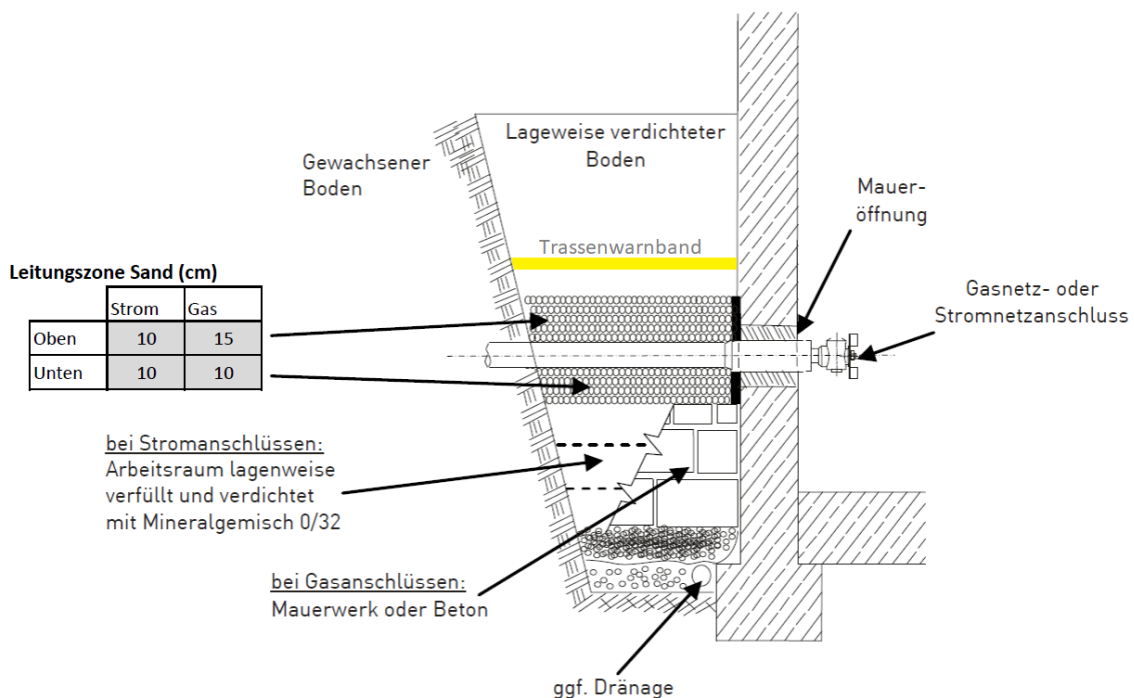 Lageweise verdichteter
Boden
Gewachsener
Boden
Mauer-
öffnung
Trassenwarnband
Leitungszone Sand (cm)
Strom Gas
Oben 10 15
Unten 10 10
Gasnetz- oder
Stromnetzanschluss
bei Stromanschlüssen:
Arbeitsraum lagenweise
verfüllt und verdichtet
mit Mineralgemisch 0/32
bei Gasanschlüssen:
Mauerwerk oder Beton
ggf. Dränage